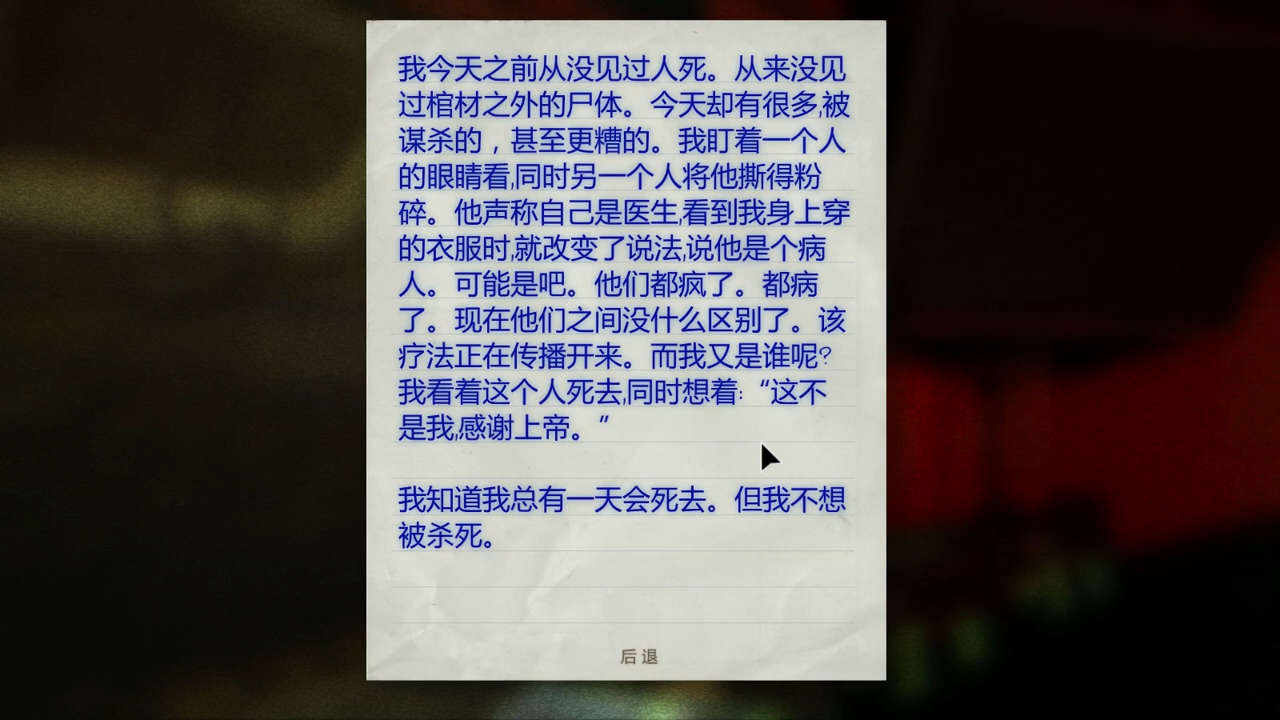 我今天之前从没见过人死。从来没见
过棺材之外的尸体。今天却有很多,被
谋杀的，甚至更糟的。我盯着一个人
的眼睛看,同时另一个人将他撕得粉
碎。他声称自己是医生,看到我身上穿
的衣服时,就改变了说法,说他是个病
人。可能是吧。他们都疯了。都病
了。现在他们之间没什么区别了。该
疗法正在传播开来。而我又是谁呢?
我看着这个人死去,同时想着:“这不
是我,感谢上帝。”
我知道我总有一天会死去。但我不想
被杀死。
后退